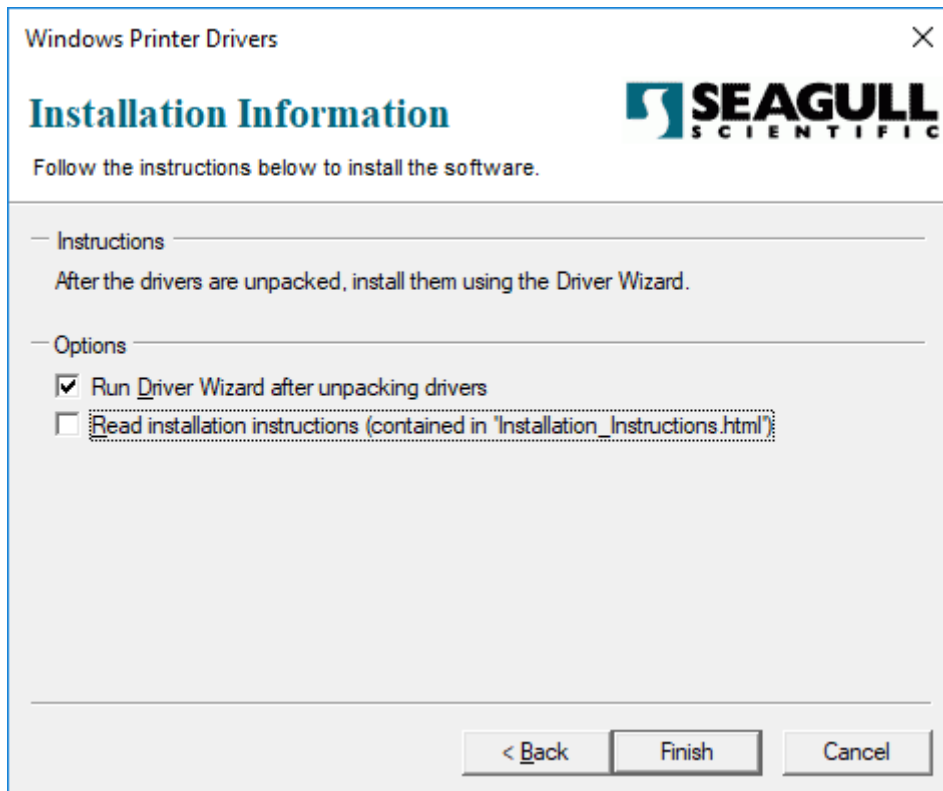 Windows Printer Drivers
Installation Information
SEAGULL
SCIENTIFIC
Follow the instructions below to install the software.
Instructions
After the drivers are unpacked, install them using the Driver Wizard.
Options
Run Driver Wizard after unpacking drivers
Read installation instructions (contained in "Installation_Instructions.html")
< Back
Finish
Cancel